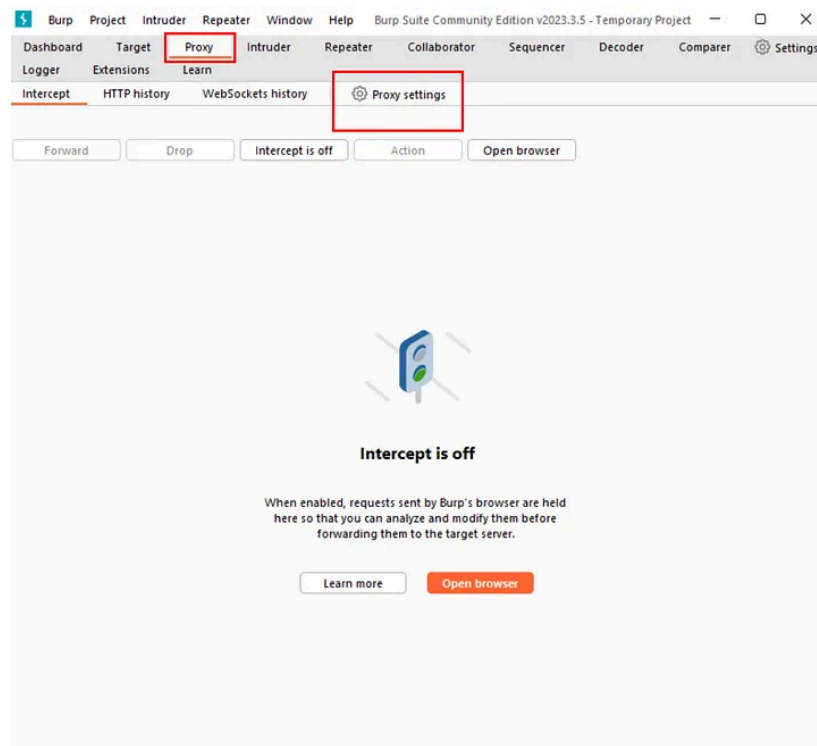 Burp Project Intruder Repeater Window Help Burp Suite Community Edition v2023.3.5 - Temporary Project
Dashboard Target Proxy Intruder Repeater Collaborator Sequencer Decoder Comparer Settings
Logger Extensions Learn
Intercept HTTP history WebSockets history Proxy settings
Forward Drop Intercept is off Action Open browser
Intercept is off
When enabled, requests sent by Burp's browser are held
here so that you can analyze and modify them before
forwarding them to the target server.
Learn more Open browser